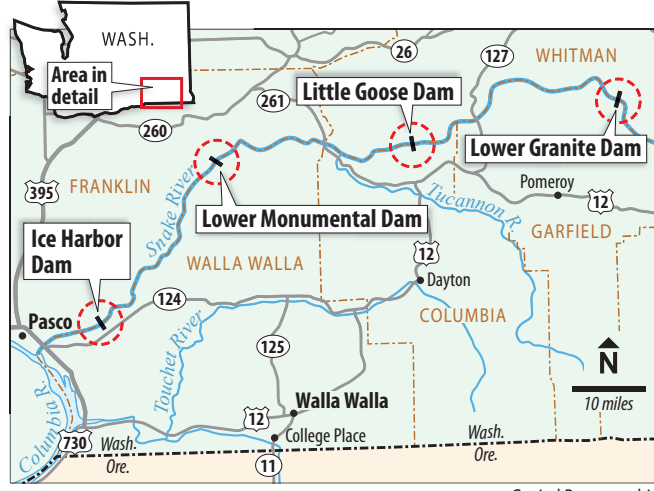 WASH.
Area in
detail
26
127
WHITMAN
261
Little Goose Dam
260
Lower Granite Dam
395
FRANKLIN
Snake River
Pomeroy
12
Tucannon R.
Lower Monumental Dam
GARFIELD
Ice Harbor
Dam
WALLA WALLA
12
Dayton
124
COLUMBIA
Pasco
Touchet River
125
N
10 miles
Columbia R.
Walla Walla
12
730
Wash.
Ore.
College Place
Wash.
Ore.
11